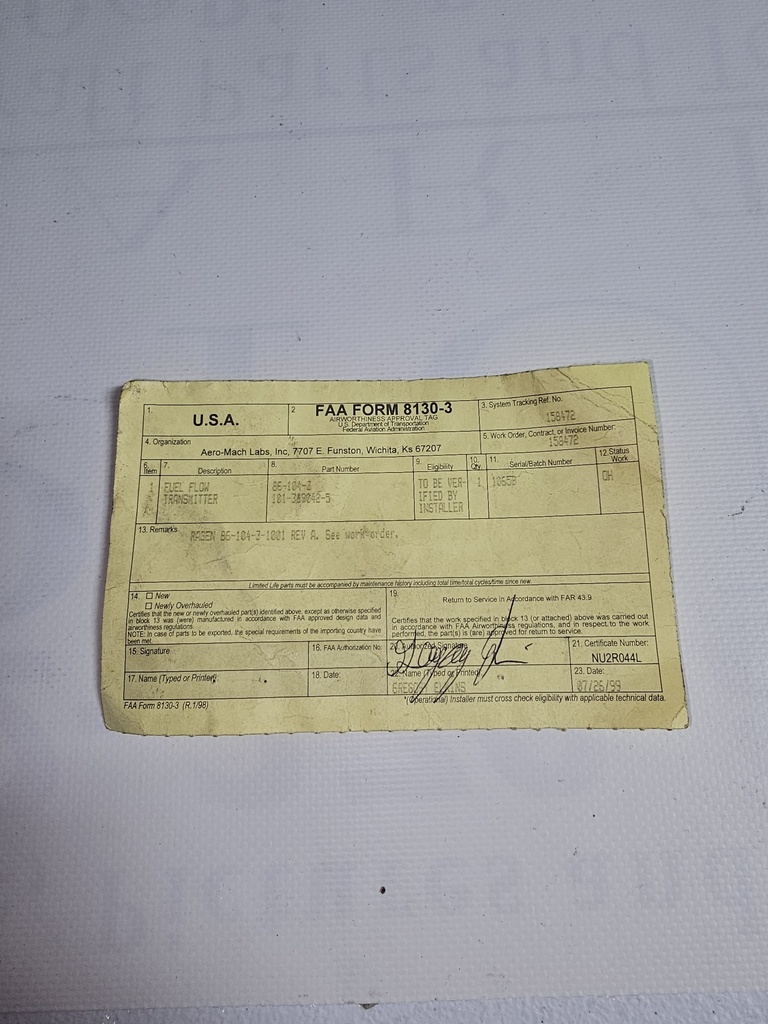 1.
U.S.A.
2
FAA FORM 8130-3
AIRWORTHINESS APPROVAL TAG
U.S. Department of Transportation
Federal Aviation Administration
3. System Tracking Ref. No.
158472
4. Organization
Aero-Mach Labs, Inc, 7707 E. Funston, Wichita, Ks 67207
5. Work Order, Contract, or Invoice Number:
158472
6. Item
7. Description
8. Part Number
9. Eligibility
10. Qty.
11. Serial/Batch Number
12. Status Work
1
FUEL FLOW
TRANSMITTER
86-104-3
TO BE VER-
IFIED BY
INSTALLER
1
1065B
OH
13. Remarks
RAGEN 86-104-3-1001 REV A. See work order.
Limited Life parts must be accompanied by maintenance history including total time/total cycles/time since new.
14. ☐ New
☐ Newly Overhauled
Certifies that the new or newly overhauled part(s) identified above, except as otherwise specified
in block 13 was (were) manufactured in accordance with FAA approved design data and
airworthiness regulations.
NOTE: In case of parts to be exported, the special requirements of the importing country have
been met.
19.
Return to Service in Accordance with FAR 43.9
Certifies that the work specified in block 13 (or attached) above was carried out
in accordance with FAA Airworthiness regulations, and in respect to the work
performed, the part(s) is (are) approved for return to service.
15. Signature
16. FAA Authorization No.
20. Authorized Signature
21. Certificate Number:
NU2R044L
17. Name (Typed or Printed)
18. Date:
22. Name (Typed or Printed)
23. Date:
07/26/99
FAA Form 8130-3 (R.1/98)
*(Operational) Installer must cross check eligibility with applicable technical data.